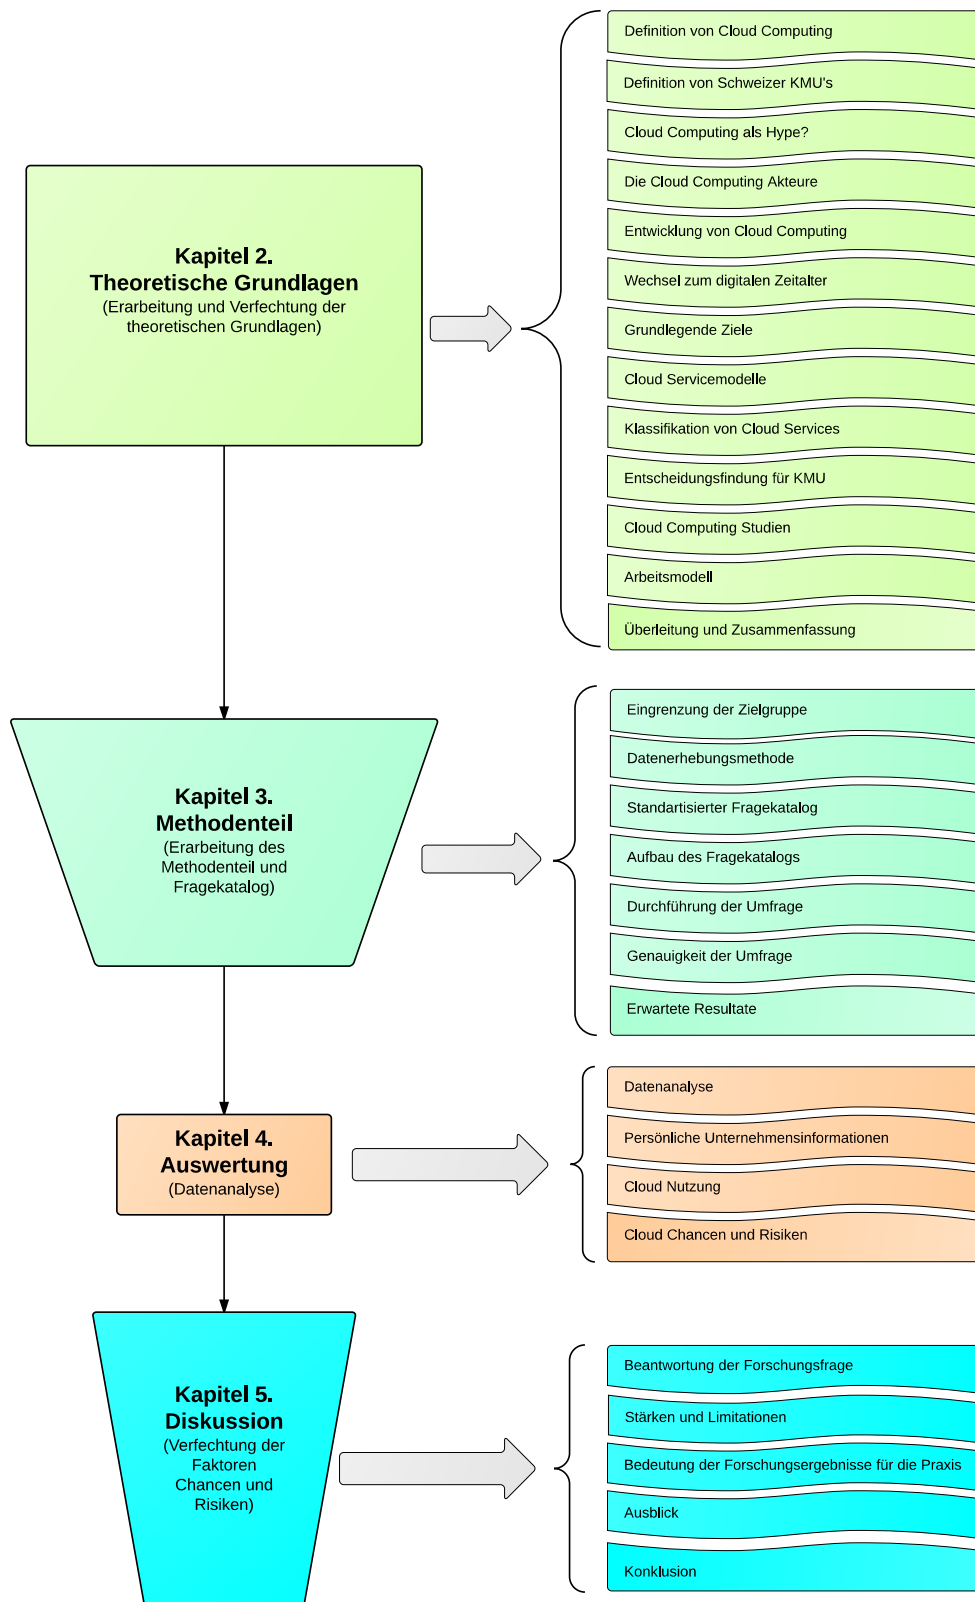 Kapitel 2.
Theoretische Grundlagen
(Erarbeitung und Verfechtung der
theoretischen Grundlagen)
Definition von Cloud Computing
Definition von Schweizer KMU's
Cloud Computing als Hype?
Die Cloud Computing Akteure
Entwicklung von Cloud Computing
Wechsel zum digitalen Zeitalter
Grundlegende Ziele
Cloud Servicemodelle
Klassifikation von Cloud Services
Entscheidungsfindung für KMU
Cloud Computing Studien
Arbeitsmodell
Überleitung und Zusammenfassung
Kapitel 3.
Methodenteil
(Erarbeitung des
Methodenteil und
Fragekatalog)
Eingrenzung der Zielgruppe
Datenerhebungsmethode
Standartisierter Fragekatalog
Aufbau des Fragekatalogs
Durchführung der Umfrage
Genauigkeit der Umfrage
Erwartete Resultate
Kapitel 4.
Auswertung
(Datenanalyse)
Datenanalyse
Persönliche Unternehmensinformationen
Cloud Nutzung
Cloud Chancen und Risiken
Kapitel 5.
Diskussion
(Verfechtung der
Faktoren
Chancen und
Risiken)
Beantwortung der Forschungsfrage
Stärken und Limitationen
Bedeutung der Forschungsergebnisse für die Praxis
Ausblick
Konklusion